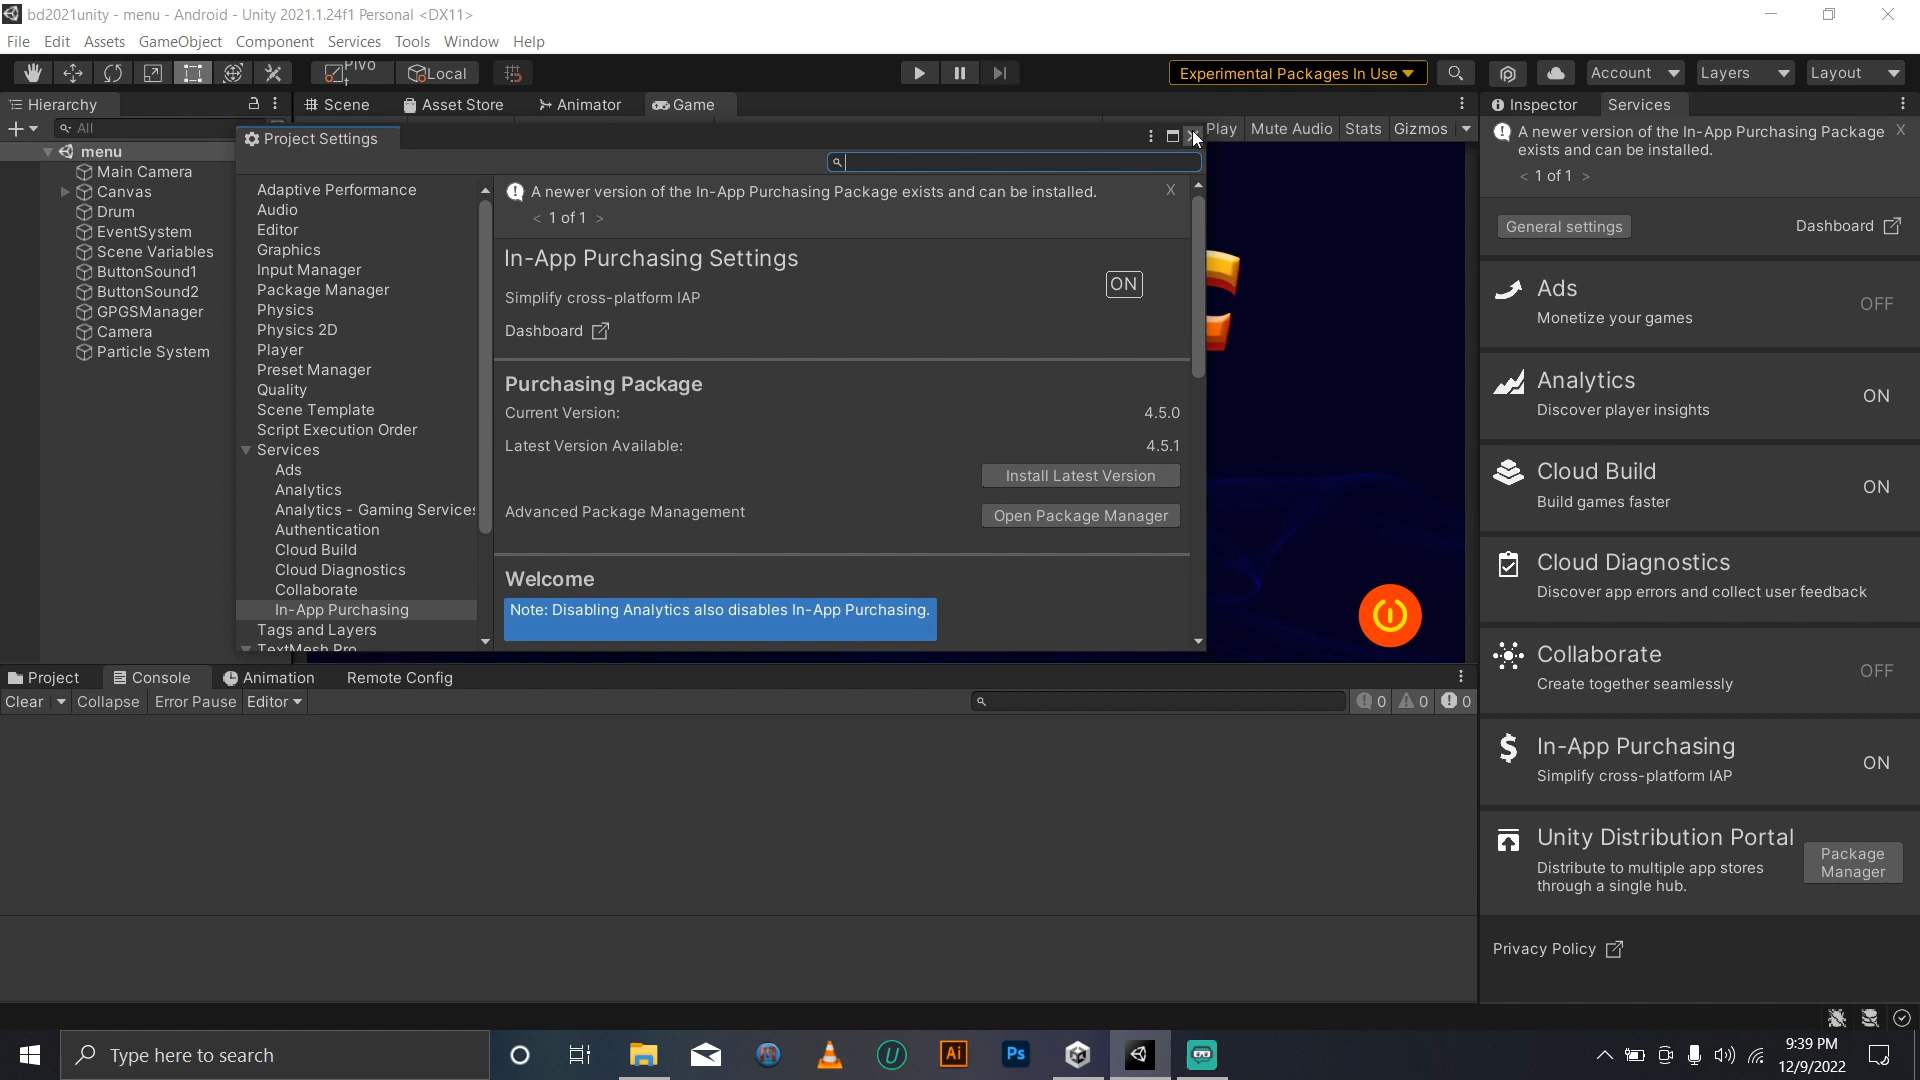 bd2021unity - menu - Android - Unity 2021.1.24f1 Personal <DX11>
File Edit Assets GameObject Component Services Tools Window Help
Pivot Local Experimental Packages In Use Account Layers Layout
Hierarchy Scene Asset Store Animator Game Inspector Services
All
Play Mute Audio Stats Gizmos
menu
Main Camera
Canvas
Drum
EventSystem
Scene Variables
ButtonSound1
ButtonSound2
GPGSManager
Camera
Particle System
Project Settings
Adaptive Performance
Audio
Editor
Graphics
Input Manager
Package Manager
Physics
Physics 2D
Player
Preset Manager
Quality
Scene Template
Script Execution Order
Services
Ads
Analytics
Analytics - Gaming Services
Authentication
Cloud Build
Cloud Diagnostics
Collaborate
In-App Purchasing
Tags and Layers
TextMesh Pro
A newer version of the In-App Purchasing Package exists and can be installed. X
< 1 of 1 >
In-App Purchasing Settings
ON
Simplify cross-platform IAP
Dashboard
Purchasing Package
Current Version: 4.5.0
Latest Version Available: 4.5.1
Install Latest Version
Advanced Package Management Open Package Manager
Welcome
Note: Disabling Analytics also disables In-App Purchasing.
A newer version of the In-App Purchasing Package X
exists and can be installed.
< 1 of 1 >
General settings Dashboard
Ads
Monetize your games
OFF
Analytics
Discover player insights
ON
Cloud Build
Build games faster
ON
Cloud Diagnostics
Discover app errors and collect user feedback
Collaborate
Create together seamlessly
OFF
In-App Purchasing
Simplify cross-platform IAP
ON
Unity Distribution Portal
Distribute to multiple app stores
through a single hub.
Package
Manager
Privacy Policy
Project Console Animation Remote Config
Clear Collapse Error Pause Editor 0 0 0
Type here to search
Ai Ps
9:39 PM
12/9/2022